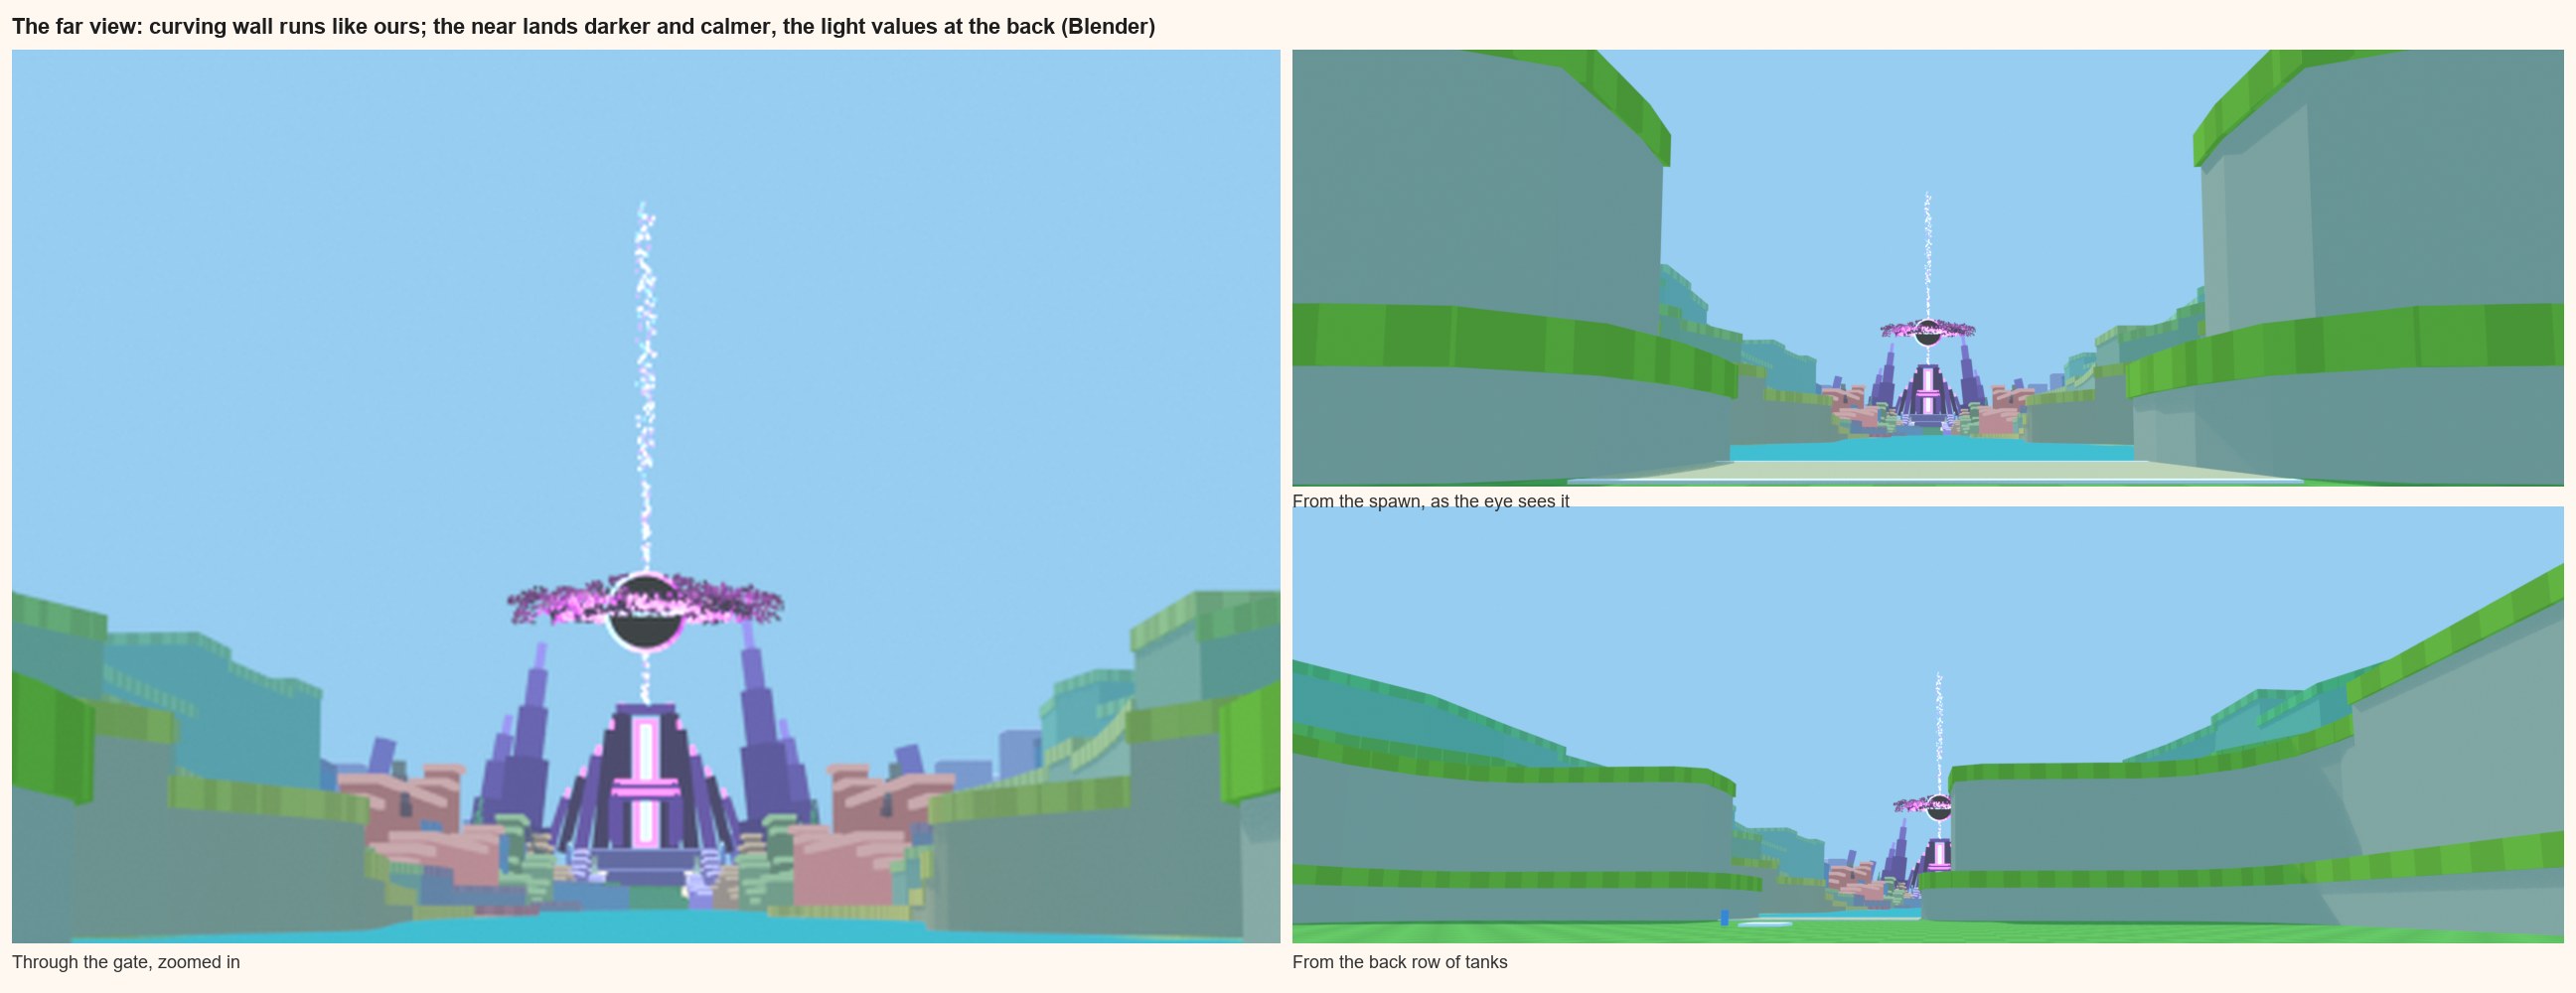 The far view: curving wall runs like ours; the near lands darker and calmer, the light values at the back (Blender)
Through the gate, zoomed in
From the spawn, as the eye sees it
From the back row of tanks